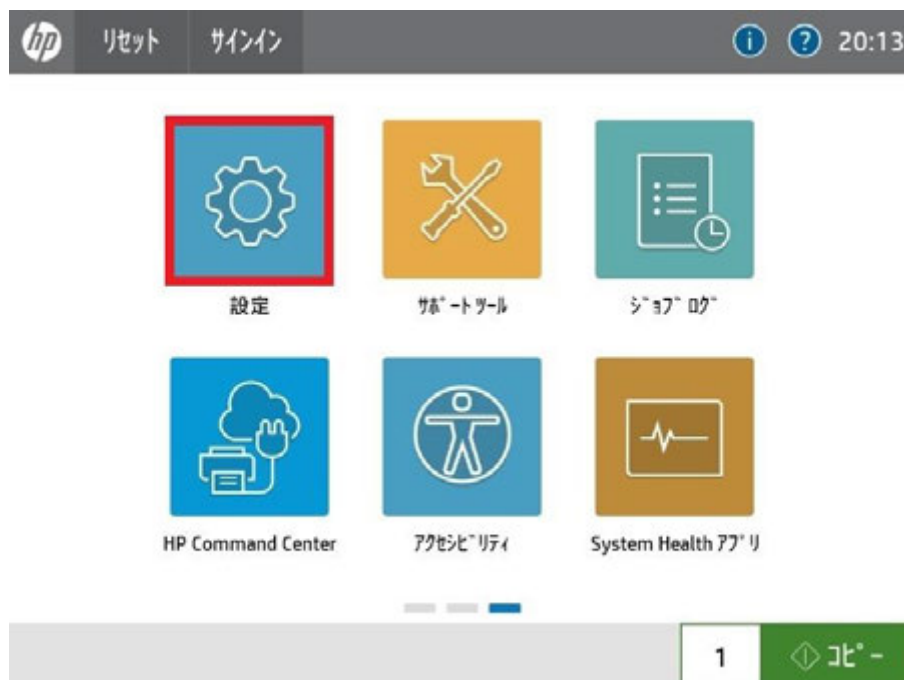 hp リセット サインイン i ? 20:13
設定 ｻﾎﾟｰﾄ ﾂｰﾙ ｼﾞｮﾌﾞ ﾛｸﾞ
HP Command Center ｱｸｾｼﾋﾞﾘﾃｨ System Health ｱﾌﾟﾘ
1 ｺﾋﾟｰ